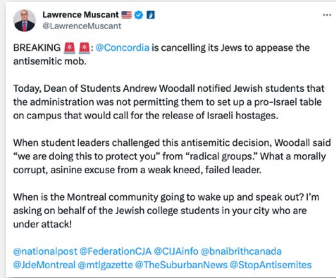 Lawrence Muscant
@LawrenceMuscant
BREAKING 🚨 🚨: @Concordia is cancelling its Jews to appease the
antisemitic mob.
Today, Dean of Students Andrew Woodall notified Jewish students that
the administration was not permitting them to set up a pro-Israel table
on campus that would call for the release of Israeli hostages.
When student leaders challenged this antisemitic decision, Woodall said
“we are doing this to protect you” from “radical groups.” What a morally
corrupt, asinine excuse from a weak kneed, failed leader.
When is the Montreal community going to wake up and speak out? I’m
asking on behalf of the Jewish college students in your city who are
under attack!
@nationalpost @FederationCJA @CIJAinfo @bnaibrithcanada
@JdeMontreal @mtlgazette @TheSuburbanNews @StopAntisemites